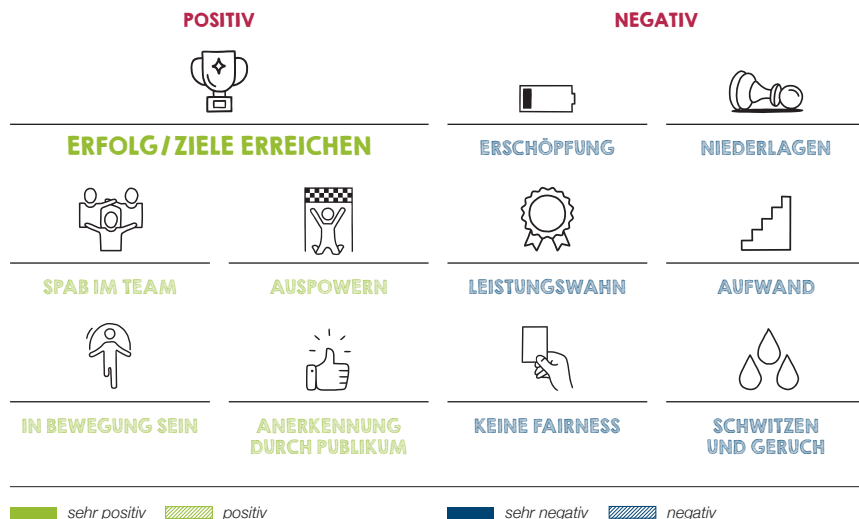 POSITIV
NEGATIV
ERFOLG / ZIELE ERREICHEN
ERSCHÖPFUNG
NIEDERLAGEN
SPAB IM TEAM
AUSPOWERN
LEISTUNGSWAHN
AUFWAND
IN BEWEGUNG SEIN
ANERKENNUNG
DURCH PUBLIKUM
KEINE FAIRNESS
SCHWITZEN
UND GERUCH
sehr positiv
positiv
sehr negativ
negativ